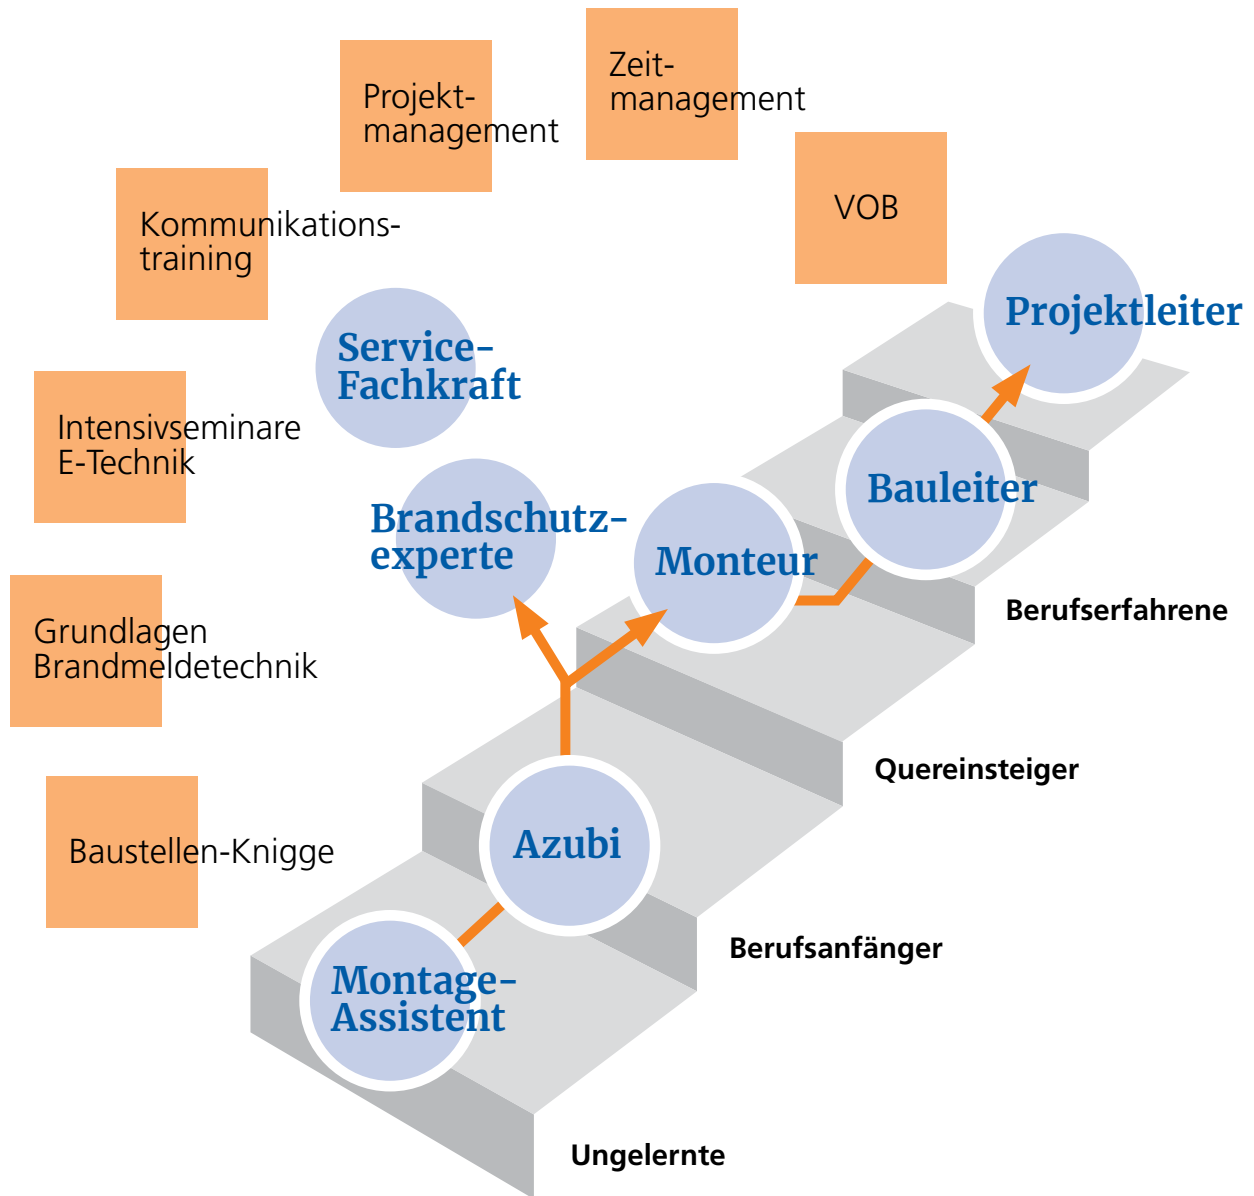 Zeit-
management
Projekt-
management
VOB
Kommunikations-
training
Projektleiter
Service-
Fachkraft
Intensivseminare
E-Technik
Bauleiter
Brandschutz-
experte
Monteur
Berufserfahrene
Grundlagen
Brandmeldetechnik
Quereinsteiger
Azubi
Baustellen-Knigge
Berufsanfänger
Montage-
Assistent
Ungelernte